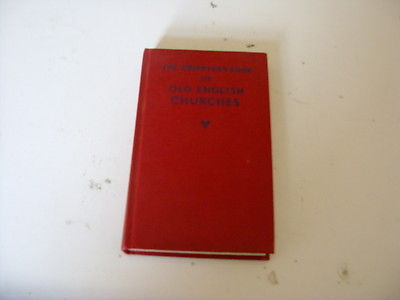 THE OBSERVER'S BOOK
OF
OLD ENGLISH
CHURCHES